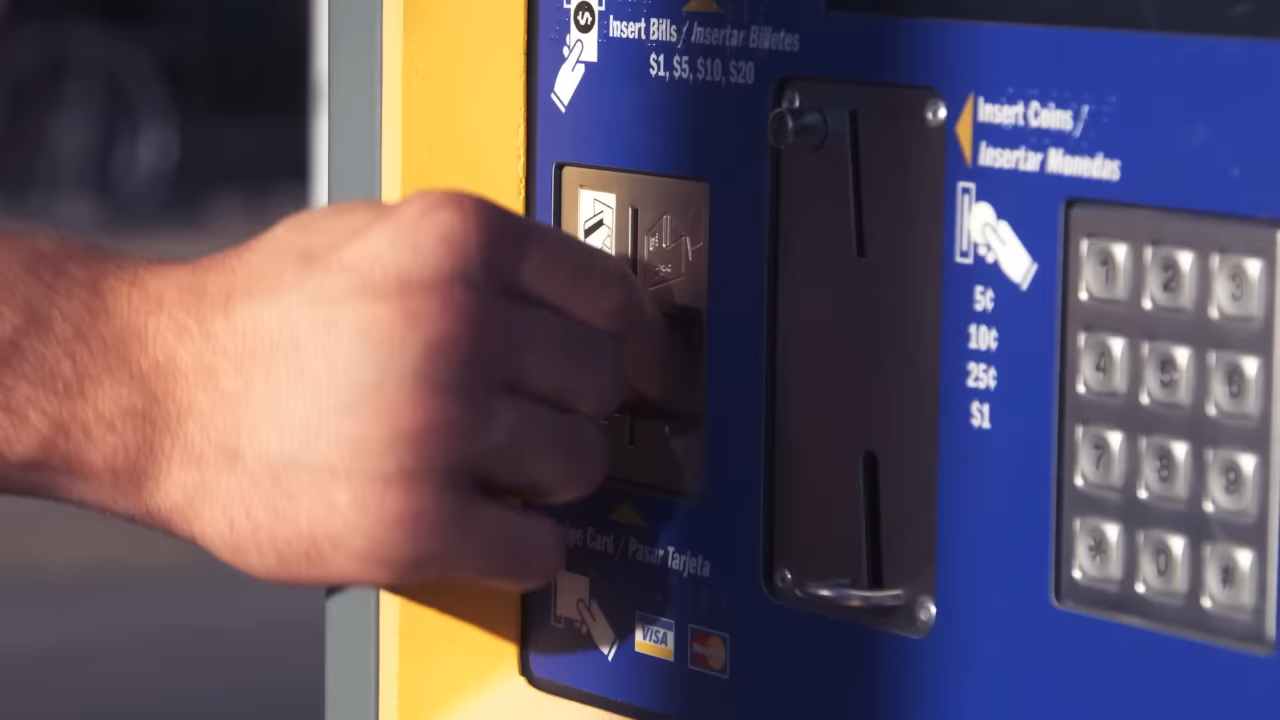 Insert Bills / Insertar Billetes
$1, $5, $10, $20
Insert Coins /
Insertar Monedas
5¢
10¢
25¢
$1
1 2 3
4 5 6
7 8 9
* 0 #
Card / Pasar Tarjeta
VISA